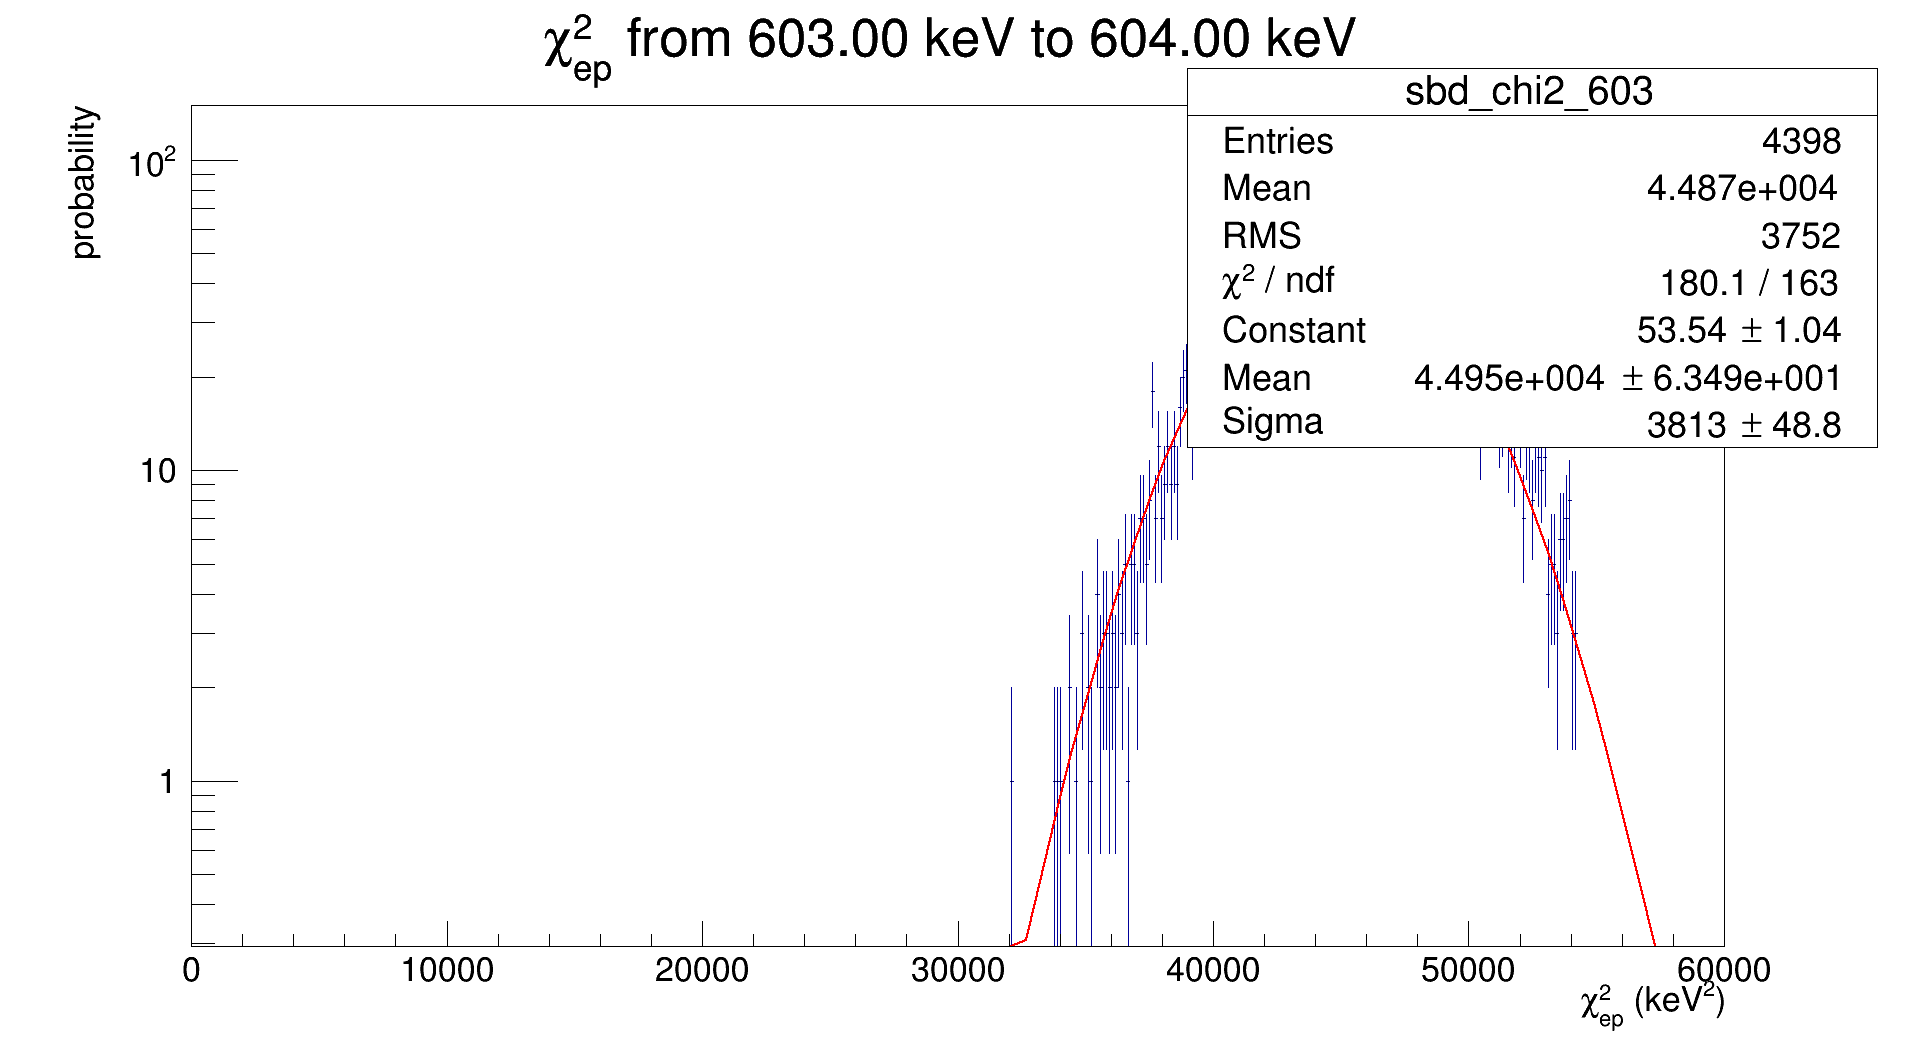 χ²ep from 603.00 keV to 604.00 keV
sbd_chi2_603
Entries 4398
Mean 4.487e+004
RMS 3752
χ² / ndf 180.1 / 163
Constant 53.54 ± 1.04
Mean 4.495e+004 ± 6.349e+001
Sigma 3813 ± 48.8
probability
10²
10
1
0 10000 20000 30000 40000 50000 60000
χ²ep (keV²)